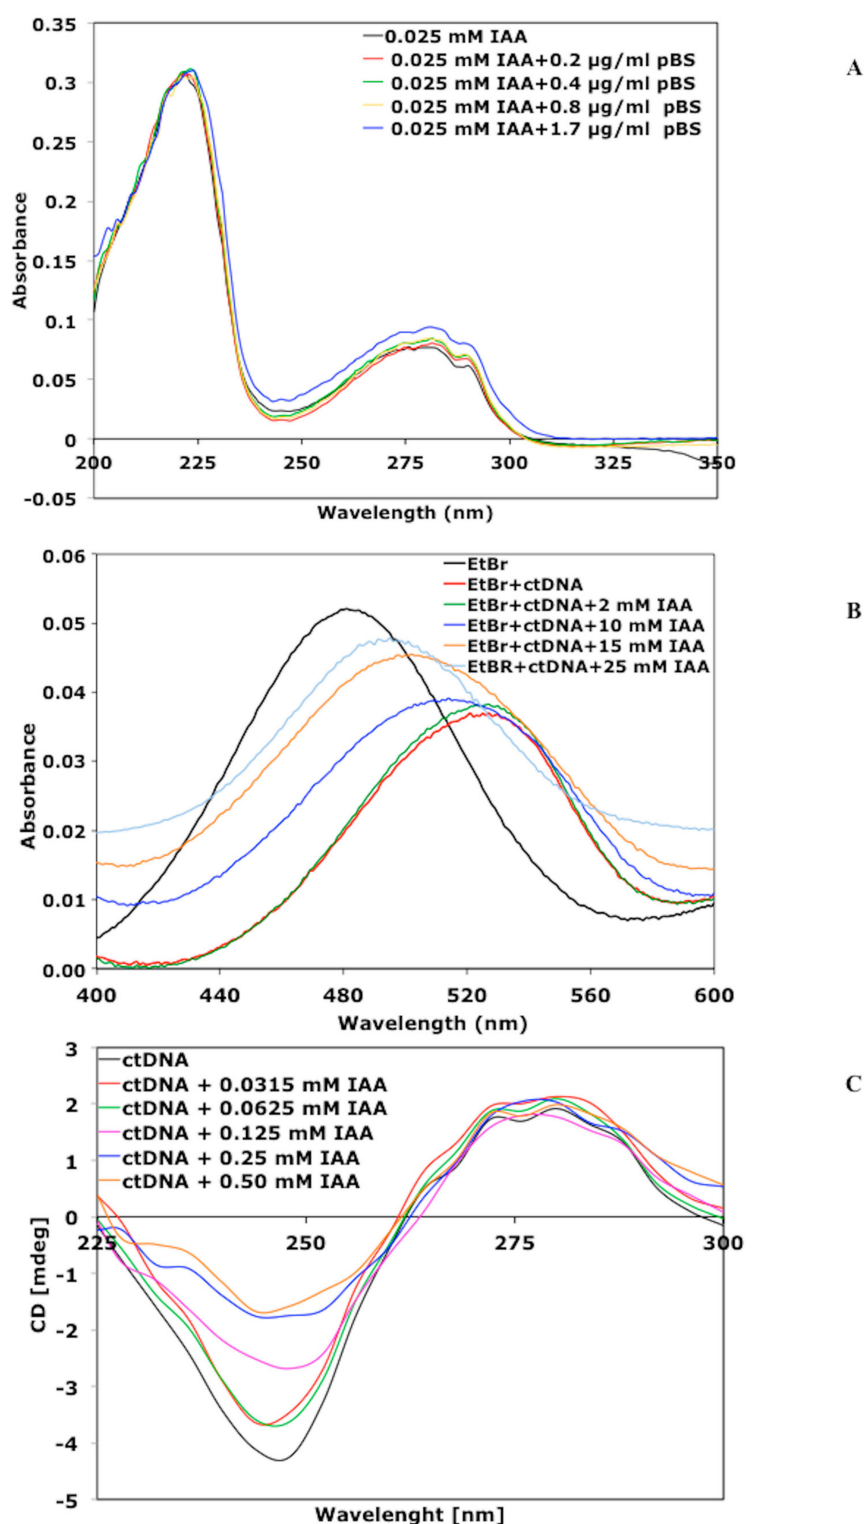 A
0.35
0.3
0.25
0.2
0.15
0.1
0.05
0
-0.05
Absorbance
0.025 mM IAA
0.025 mM IAA+0.2 µg/ml pBS
0.025 mM IAA+0.4 µg/ml pBS
0.025 mM IAA+0.8 µg/ml pBS
0.025 mM IAA+1.7 µg/ml pBS
200 225 250 275 300 325 350
Wavelength (nm)
B
0.06
0.05
0.04
0.03
0.02
0.01
0.00
Absorbance
EtBr
EtBr+ctDNA
EtBr+ctDNA+2 mM IAA
EtBr+ctDNA+10 mM IAA
EtBr+ctDNA+15 mM IAA
EtBR+ctDNA+25 mM IAA
400 440 480 520 560 600
Wavelength (nm)
C
3
2
1
0
-1
-2
-3
-4
-5
CD [mdeg]
ctDNA
ctDNA + 0.0315 mM IAA
ctDNA + 0.0625 mM IAA
ctDNA + 0.125 mM IAA
ctDNA + 0.25 mM IAA
ctDNA + 0.50 mM IAA
225 250 275 300
Wavelenght [nm]